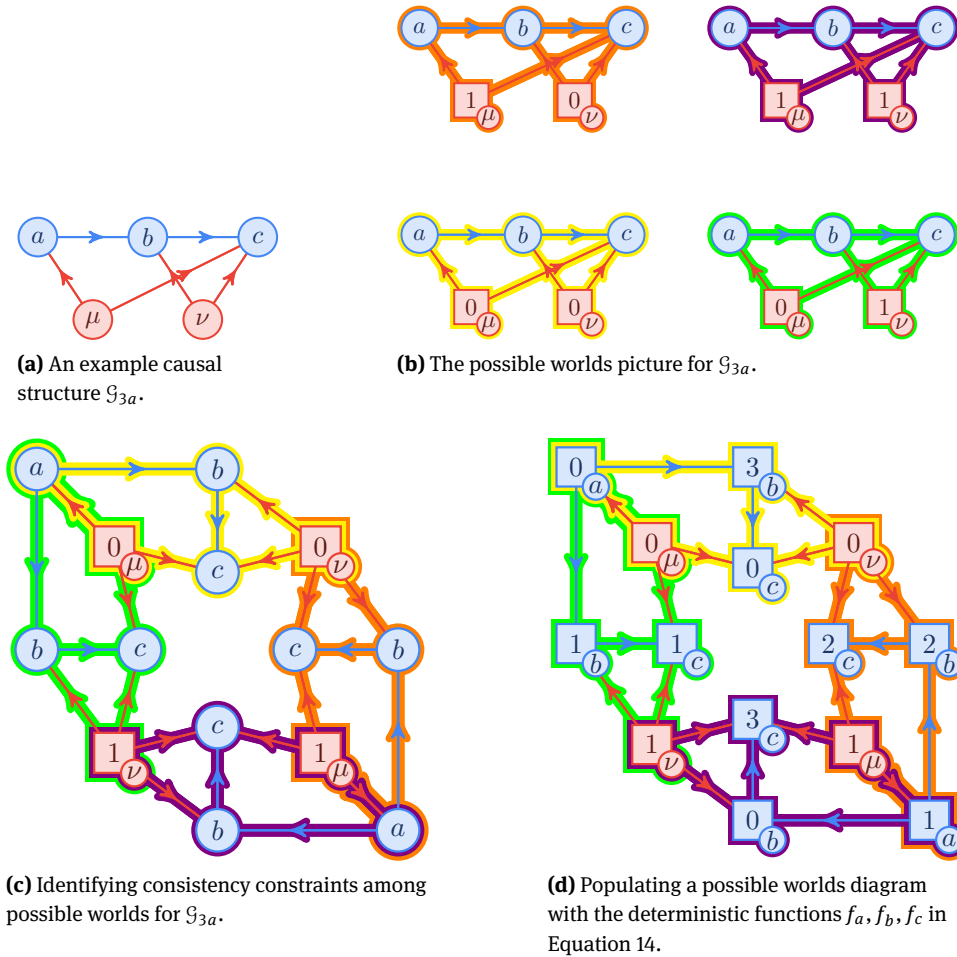 a b c
1 μ 0 ν
a b c
1 μ 1 ν
a b c
μ ν
a b c
0 μ 0 ν
a b c
0 μ 1 ν
(a) An example causal
structure 𝒢3a.
(b) The possible worlds picture for 𝒢3a.
a b
0 μ 0 ν
c
b c c b
c
1 ν 1 μ
b a
0 a 3 b
0 μ 0 ν
0 c
1 b 1 c 2 c 2 b
3 c
1 ν 1 μ
0 b 1 a
(c) Identifying consistency constraints among
possible worlds for 𝒢3a.
(d) Populating a possible worlds diagram
with the deterministic functions fa, fb, fc in
Equation 14.